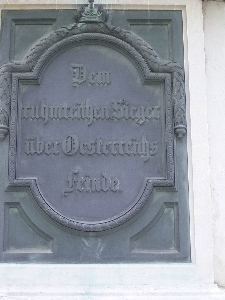 Dem
ruhmreichen Sieger
über Oesterreichs
Feinde.